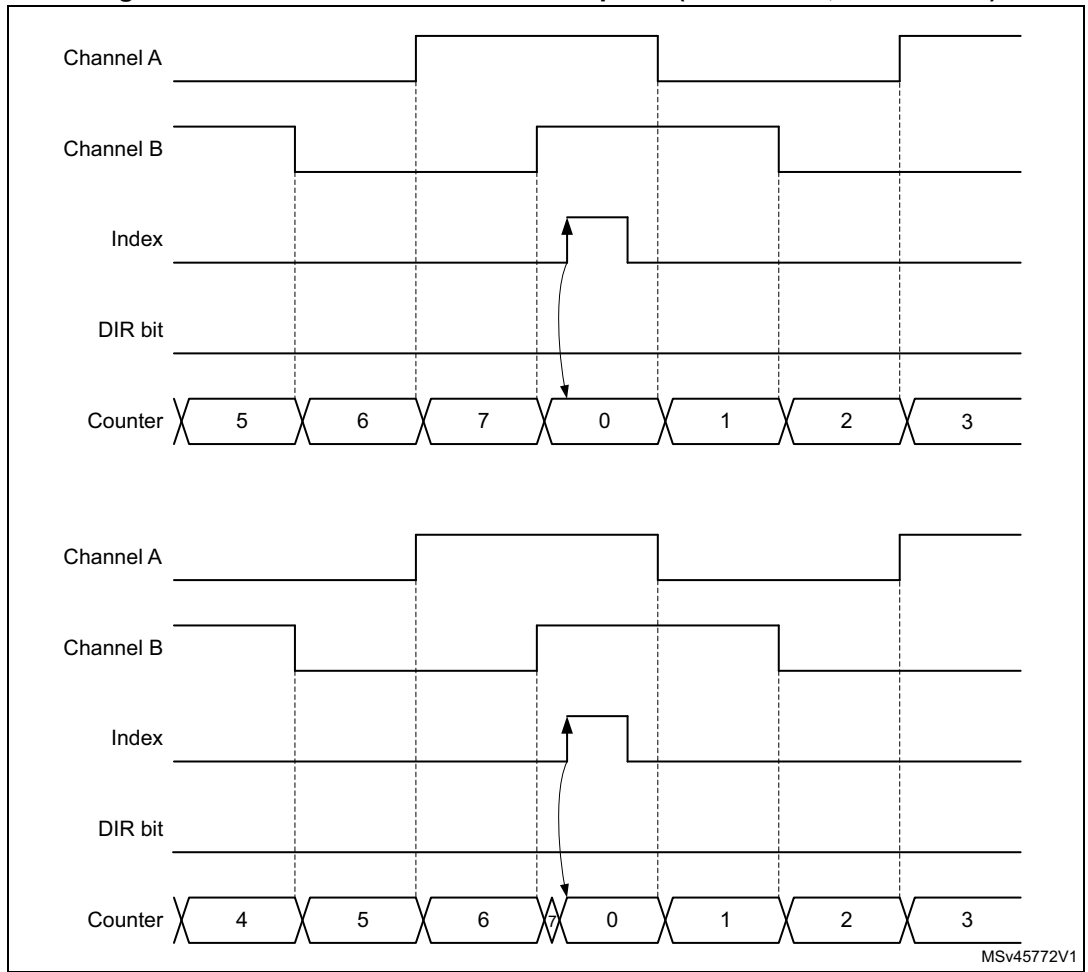 Channel A
Channel B
Index
DIR bit
Counter 5 6 7 0 1 2 3
Channel A
Channel B
Index
DIR bit
Counter 4 5 6 7 0 1 2 3
MSv45772V1